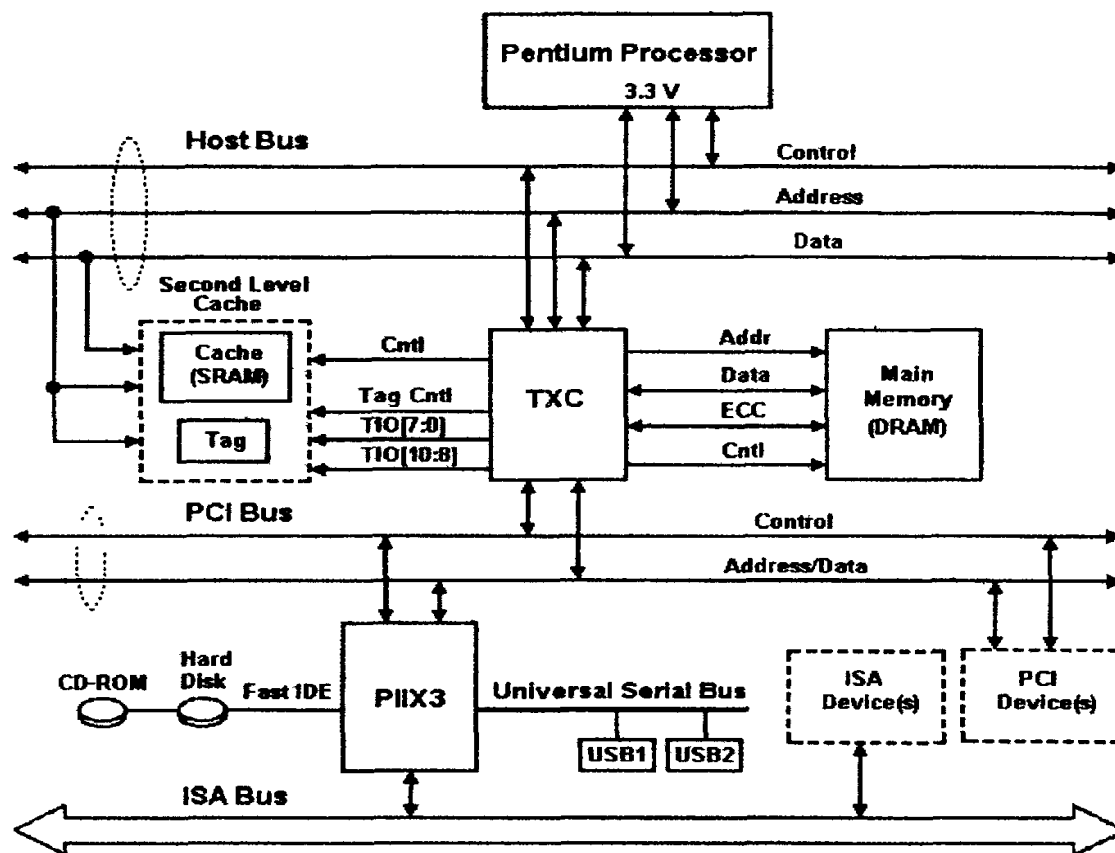 Pentium Processor
3.3 V
Host Bus
Control
Address
Data
Second Level
Cache
Cache
(SRAM)
Tag
Cntl
Tag Cntl
TIO[7:0]
TIO[10:8]
TXC
Addr
Data
ECC
Cntl
Main
Memory
(DRAM)
PCI Bus
Control
Address/Data
CD-ROM
Hard
Disk
Fast IDE
PIIX3
Universal Serial Bus
USB1
USB2
ISA
Device(s)
PCI
Device(s)
ISA Bus